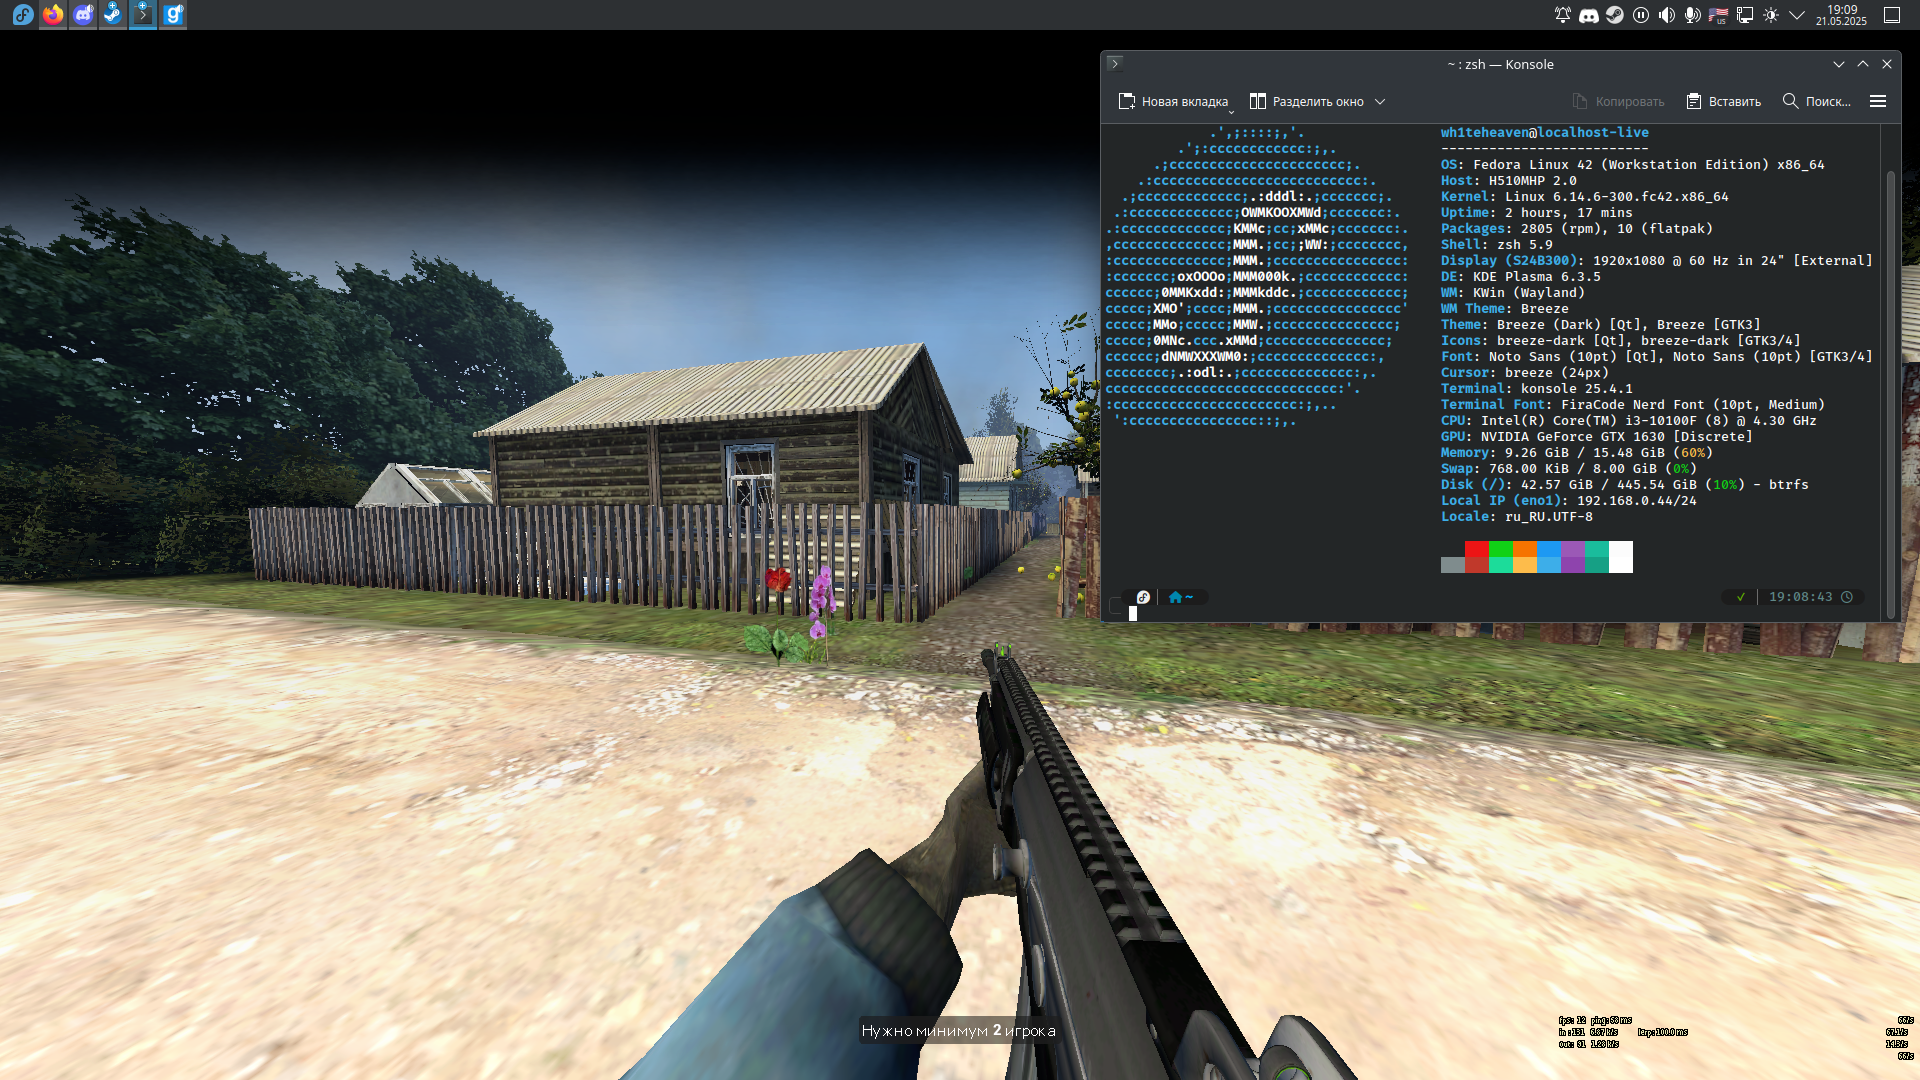 19:09
21.05.2025
US
~ : zsh — Konsole
Новая вкладка
Разделить окно
Копировать
Вставить
Поиск...
wh1teheaven@localhost-live
--------------------------
OS: Fedora Linux 42 (Workstation Edition) x86_64
Host: H510MHP 2.0
Kernel: Linux 6.14.6-300.fc42.x86_64
Uptime: 2 hours, 17 mins
Packages: 2805 (rpm), 10 (flatpak)
Shell: zsh 5.9
Display (S24B300): 1920x1080 @ 60 Hz in 24" [External]
DE: KDE Plasma 6.3.5
WM: KWin (Wayland)
WM Theme: Breeze
Theme: Breeze (Dark) [Qt], Breeze [GTK3]
Icons: breeze-dark [Qt], breeze-dark [GTK3/4]
Font: Noto Sans (10pt) [Qt], Noto Sans (10pt) [GTK3/4]
Cursor: breeze (24px)
Terminal: konsole 25.4.1
Terminal Font: FiraCode Nerd Font (10pt, Medium)
CPU: Intel(R) Core(TM) i3-10100F (8) @ 4.30 GHz
GPU: NVIDIA GeForce GTX 1630 [Discrete]
Memory: 9.26 GiB / 15.48 GiB (60%)
Swap: 768.00 KiB / 8.00 GiB (0%)
Disk (/): 42.57 GiB / 445.54 GiB (10%) - btrfs
Local IP (eno1): 192.168.0.44/24
Locale: ru_RU.UTF-8
~
✓ 19:08:43
Нужно минимум 2 игрока